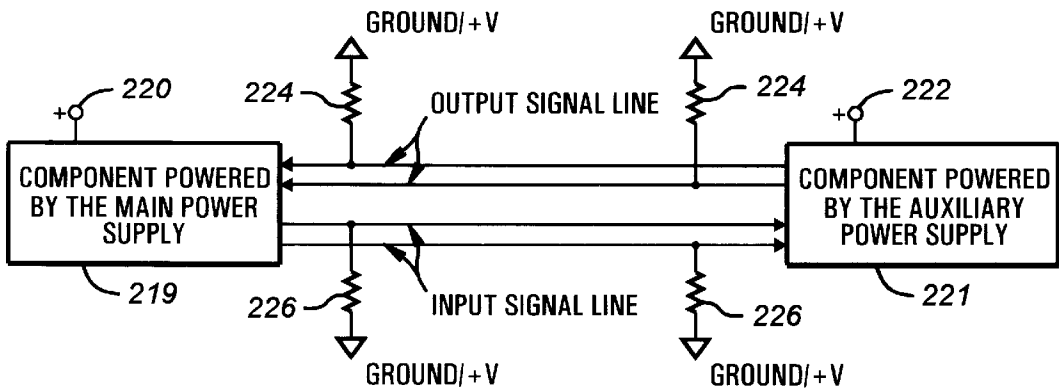 GROUND/+V
GROUND/+V
220
224
OUTPUT SIGNAL LINE
224
222
+
+
COMPONENT POWERED
BY THE MAIN POWER
SUPPLY
COMPONENT POWERED
BY THE AUXILIARY
POWER SUPPLY
219
226
INPUT SIGNAL LINE
226
221
GROUND/+V
GROUND/+V